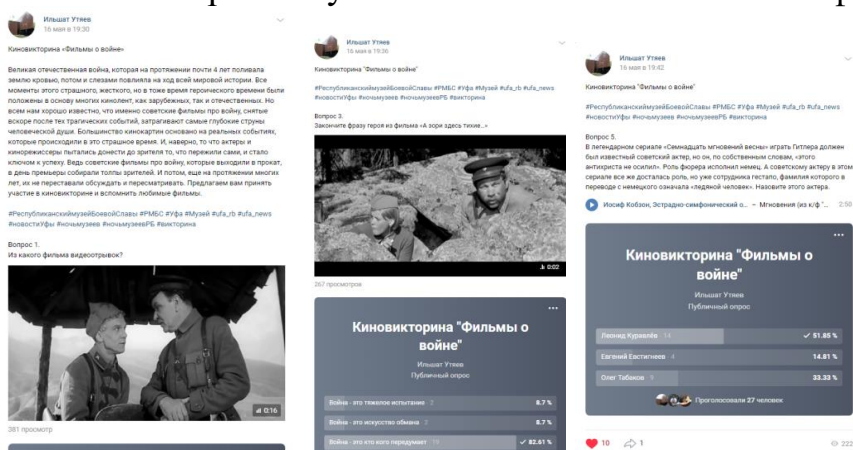 Ильшат Утяев
16 мая в 19:30
Киновикторина «Фильмы о войне»
Великая отечественная война, которая на протяжении почти 4 лет поливала
землю кровью, потом и слезами повлияла на ход всей мировой истории. Все
моменты этого страшного, жесткого, но в тоже время героического времени были
положены в основу многих кинолент, как зарубежных, так и отечественных. Но
всем нам хорошо известно, что именно советские фильмы про войну, снятые
вскоре после тех трагических событий, затрагивают самые глубокие струны
человеческой души. Большинство кинокартин основано на реальных событиях,
которые происходили в это страшное время. И, наверно, то что актеры и
кинорежиссеры пытались донести до зрителя то, что пережили сами, и стало
ключом к успеху. Ведь советские фильмы про войну, которые выходили в прокат,
в день премьеры собирали толпы зрителей. И потом, еще на протяжении многих
лет, их не переставали обсуждать и пересматривать. Предлагаем вам принять
участие в киновикторине и вспомнить любимые фильмы.
#РеспубликанскиймузейБоевойСлавы #РМБС #Уфа #Музей #ufa_rb #ufa_news
#новостиУфы #ночьмузеев #ночьмузеевРБ #викторина
Вопрос 1.
Из какого фильма видеоотрывок?
0:16
381 просмотр
Ильшат Утяев
16 мая в 19:36
Киновикторина "Фильмы о войне"
#РеспубликанскиймузейБоевойСлавы #РМБС #Уфа #Музей #ufa_rb #ufa_news
#новостиУфы #ночьмузеев #ночьмузеевРБ #викторина
Вопрос 3.
Закончите фразу героя из фильма «А зори здесь тихие…»
0:02
267 просмотров
Киновикторина "Фильмы о
войне"
Ильшат Утяев
Публичный опрос
Война - это тяжелое испытание 2 8.7 %
Война - это искусство обмана 2 8.7 %
Война - это кто кого передумает 19 82.61 %
Ильшат Утяев
16 мая в 19:42
Киновикторина "Фильмы о войне"
#РеспубликанскиймузейБоевойСлавы #РМБС #Уфа #Музей #ufa_rb #ufa_news
#новостиУфы #ночьмузеев #ночьмузеевРБ #викторина
Вопрос 5.
В легендарном сериале «Семнадцать мгновений весны» играть Гитлера должен
был известный советский актер, но он, по собственным словам, «этого
антихриста не осилил». Роль фюрера исполнил немец. А советскому актеру в этом
сериале все же досталась роль, но уже сотрудника гестапо, фамилия которого в
переводе с немецкого означала «ледяной человек». Назовите этого актера.
Иосиф Кобзон, Эстрадно-симфонический о… – Мгновения (из к/ф "… 2:50
Киновикторина "Фильмы о
войне"
Ильшат Утяев
Публичный опрос
Леонид Куравлёв 14 51.85 %
Евгений Евстигнеев 4 14.81 %
Олег Табаков 9 33.33 %
Проголосовали 27 человек
10 1 222